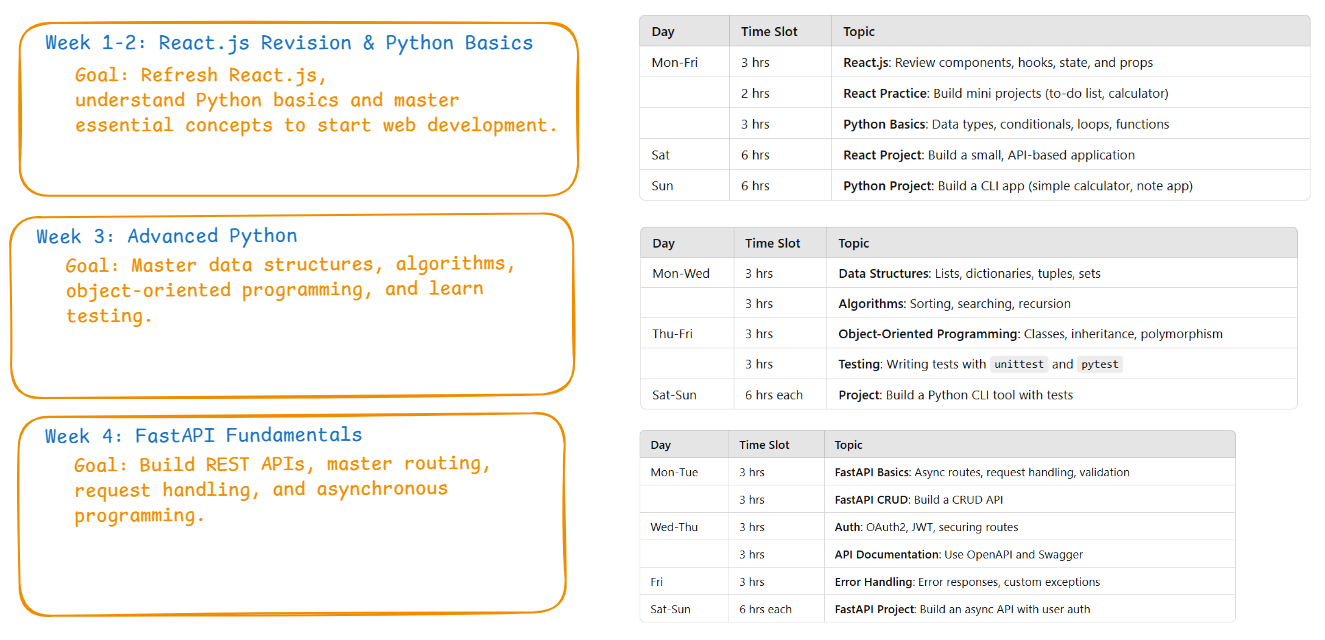 Week 1-2: React.js Revision & Python Basics
Goal: Refresh React.js,
understand Python basics and master
essential concepts to start web development.
Day Time Slot Topic
Mon-Fri 3 hrs React.js: Review components, hooks, state, and props
2 hrs React Practice: Build mini projects (to-do list, calculator)
3 hrs Python Basics: Data types, conditionals, loops, functions
Sat 6 hrs React Project: Build a small, API-based application
Sun 6 hrs Python Project: Build a CLI app (simple calculator, note app)
Week 3: Advanced Python
Goal: Master data structures, algorithms,
object-oriented programming, and learn
testing.
Day Time Slot Topic
Mon-Wed 3 hrs Data Structures: Lists, dictionaries, tuples, sets
3 hrs Algorithms: Sorting, searching, recursion
Thu-Fri 3 hrs Object-Oriented Programming: Classes, inheritance, polymorphism
3 hrs Testing: Writing tests with unittest and pytest
Sat-Sun 6 hrs each Project: Build a Python CLI tool with tests
Week 4: FastAPI Fundamentals
Goal: Build REST APIs, master routing,
request handling, and asynchronous
programming.
Day Time Slot Topic
Mon-Tue 3 hrs FastAPI Basics: Async routes, request handling, validation
3 hrs FastAPI CRUD: Build a CRUD API
Wed-Thu 3 hrs Auth: OAuth2, JWT, securing routes
3 hrs API Documentation: Use OpenAPI and Swagger
Fri 3 hrs Error Handling: Error responses, custom exceptions
Sat-Sun 6 hrs each FastAPI Project: Build an async API with user auth